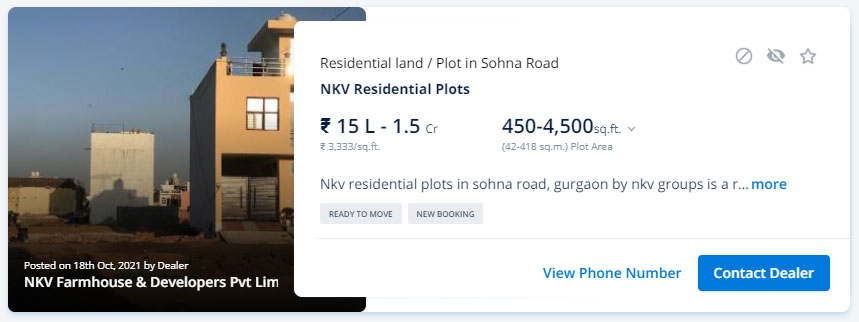 Residential land / Plot in Sohna Road
NKV Residential Plots
₹ 15 L - 1.5 Cr
₹ 3,333/sq.ft.
450-4,500sq.ft.
(42-418 sq.m.) Plot Area
Nkv residential plots in sohna road, gurgaon by nkv groups is a r...more
READY TO MOVE
NEW BOOKING
Posted on 18th Oct, 2021 by Dealer
NKV Farmhouse & Developers Pvt Lim
View Phone Number
Contact Dealer